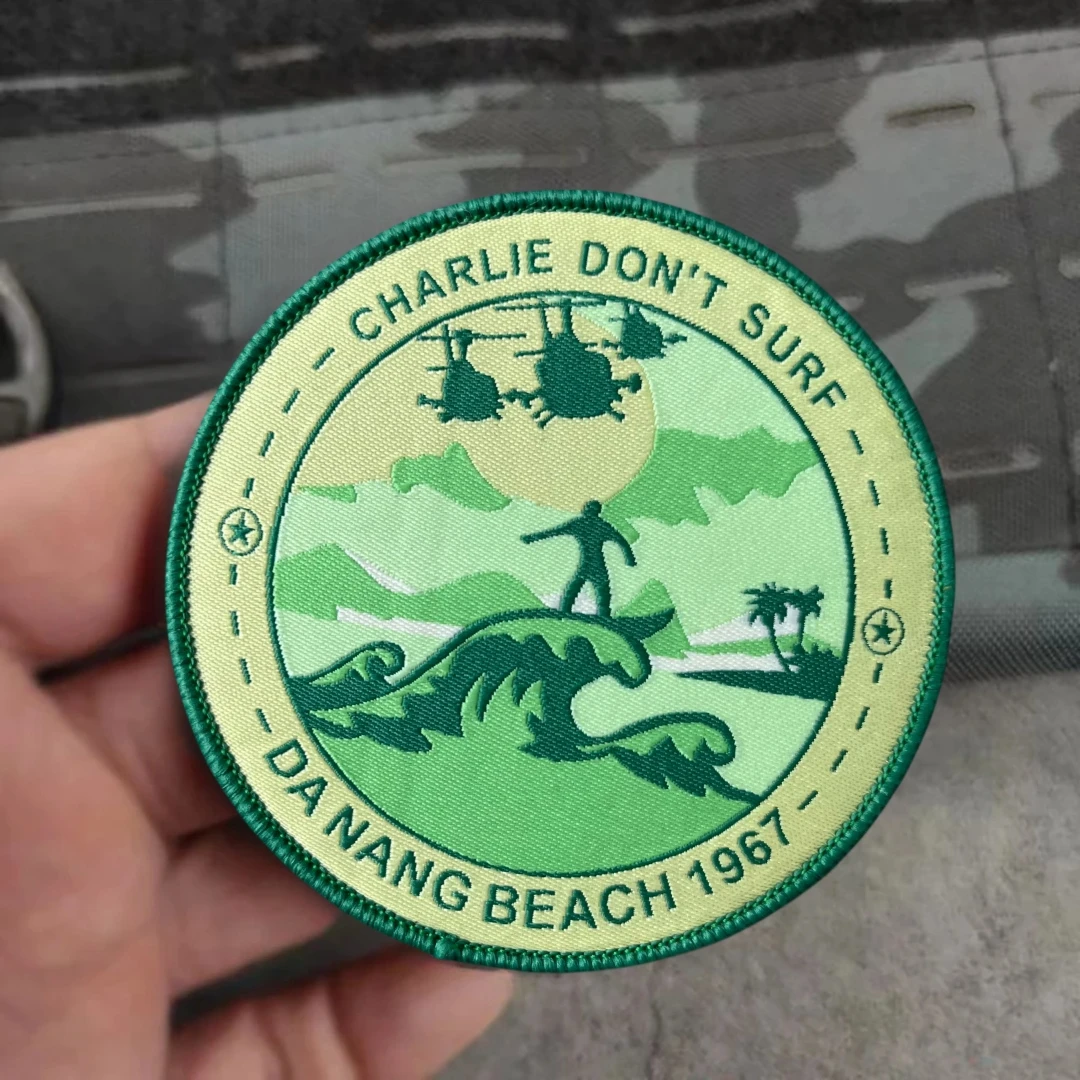 CHARLIE DON'T SURF
DA NANG BEACH 1967